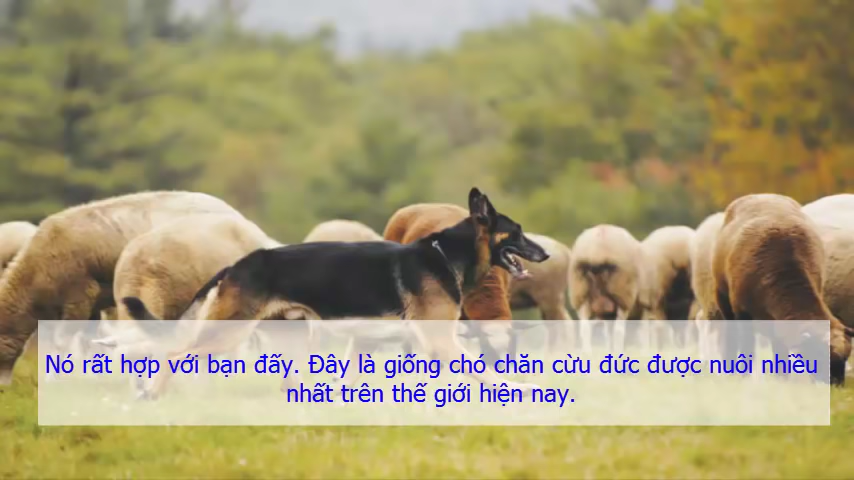 Nó rất hợp với bạn đấy. Đây là giống chó chăn cừu đức được nuôi nhiều
nhất trên thế giới hiện nay.